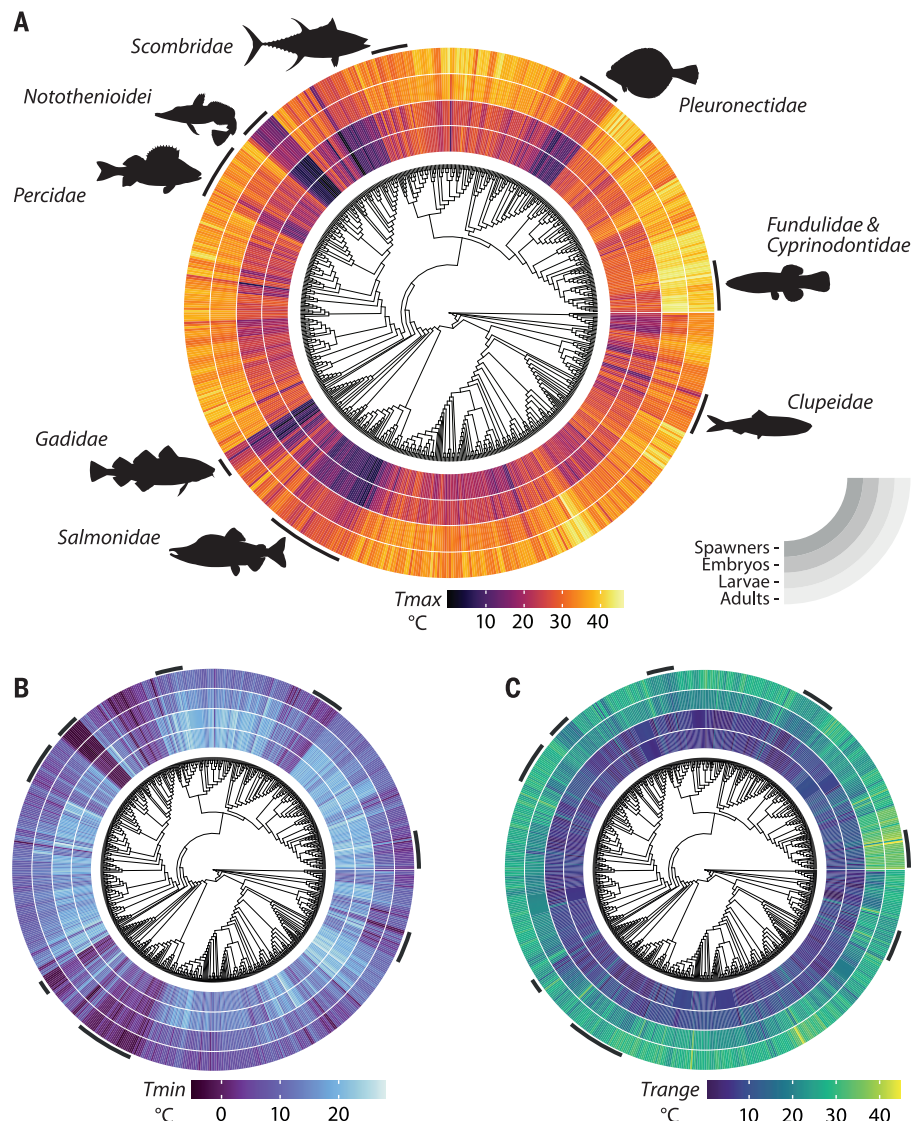 A
Scombridae
Notothenioidei
Percidae
Pleuronectidae
Fundulidae &
Cyprinodontidae
Clupeidae
Gadidae
Salmonidae
Spawners -
Embryos -
Larvae -
Adults -
Tmax
°C
10 20 30 40
B
Tmin
°C
0 10 20
C
Trange
°C
10 20 30 40